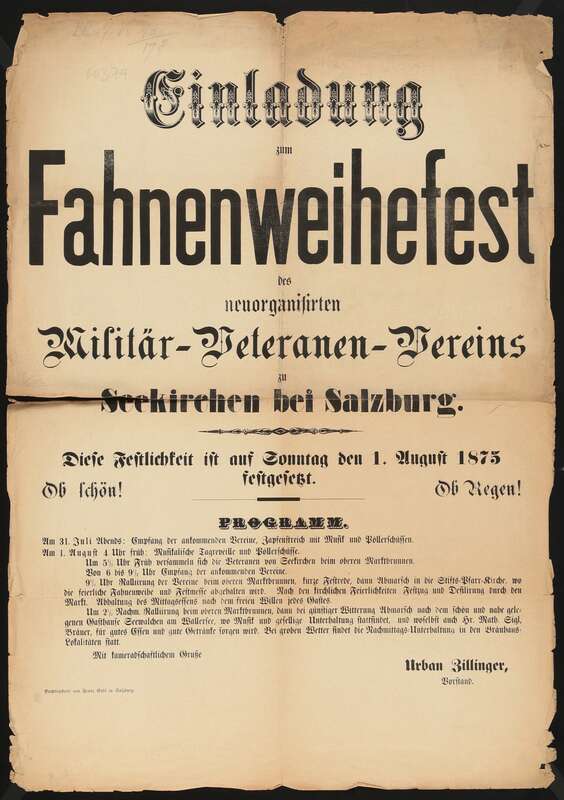 Einladung
zum
Fahnenweihefest
des
neuorganisirten
Militär-Veteranen-Vereins
zu
Seekirchen bei Salzburg.
Diese Festlichkeit ist auf Sonntag den 1. August 1875
festgesetzt.
Ob schön!
Ob Regen!
PROGRAMM.
Am 31. Juli Abends: Empfang der ankommenden Vereine, Zapfenstreich mit Musik und Pöllerschüssen.
Am 1. August 4 Uhr früh: Musikalische Tagreveille und Pöllerschüsse.
Um 5½ Uhr Früh versammeln sich die Veteranen von Seekirchen beim oberen Marktbrunnen.
Von 6 bis 9½ Uhr Empfang der ankommenden Vereine.
9½ Uhr Rallierung der Vereine beim oberen Marktbrunnen, kurze Festrede, dann Abmarsch in die Stifts-Pfarr-Kirche, wo
die feierliche Fahnenweihe und Festmesse abgehalten wird. Nach den kirchlichen Feierlichkeiten Festzug und Defilirung durch den
Markt. Abhaltung des Mittagessens nach dem freien Willen jedes Gastes.
Um 2½ Nachm. Rallierung beim oberen Marktbrunnen, dann bei günstiger Witterung Abmarsch nach dem schön und nahe gele-
genen Gasthause Seewalchen am Wallersee, wo Musik und gesellige Unterhaltung stattfindet, und woselbst auch Hr. Math. Sigl,
Bräuer, für gutes Essen und gute Getränke sorgen wird. Bei groben Wetter findet die Nachmittags-Unterhaltung in den Bräuhaus-
Lokalitäten statt.
Mit kameradschaftlichem Gruße
Urban Zillinger,
Vorstand.